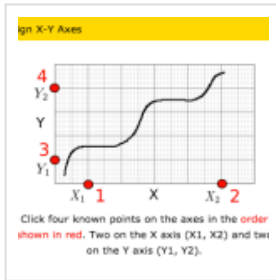 ign X-Y Axes
4
Y2
Y
3
Y1
X1 1 X X2 2
Click four known points on the axes in the order
shown in red. Two on the X axis (X1, X2) and two
on the Y axis (Y1, Y2).